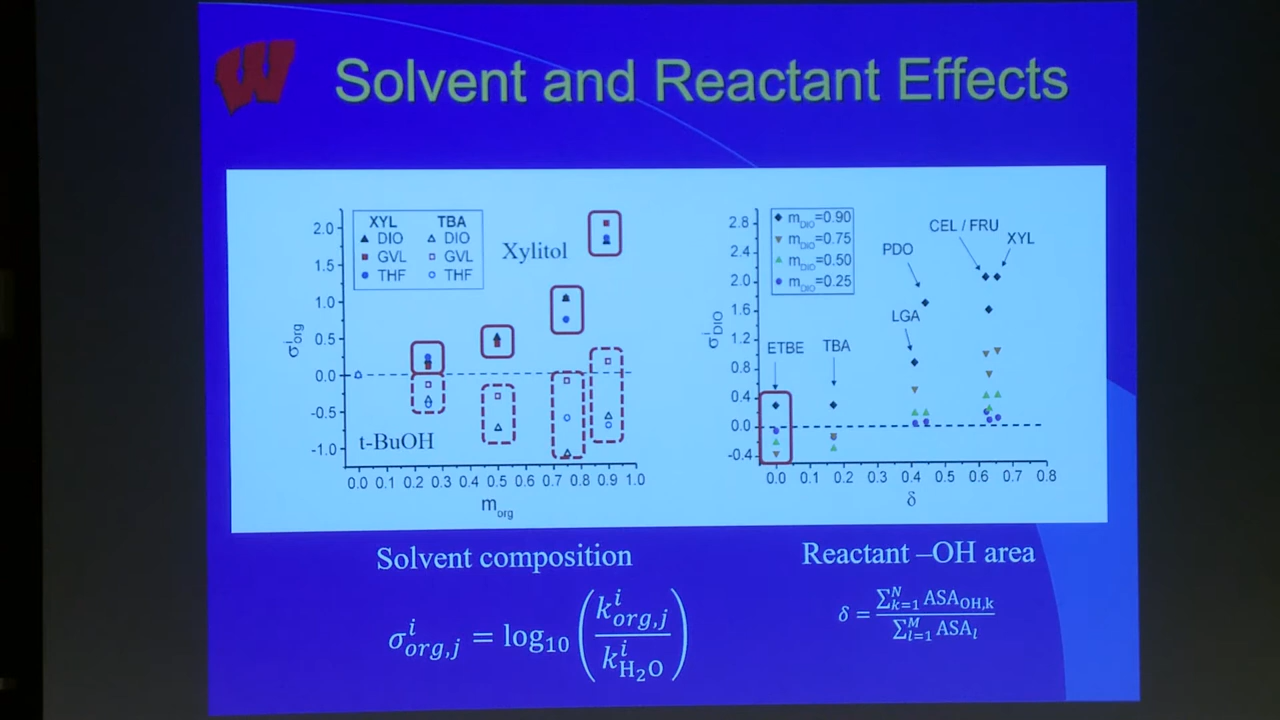 W
Solvent and Reactant Effects
XYL TBA
DIO DIO
GVL GVL
THF THF
Xylitol
t-BuOH
2.0
1.5
1.0
0.5
0.0
-0.5
-1.0
σ^i_org
0.0 0.1 0.2 0.3 0.4 0.5 0.6 0.7 0.8 0.9 1.0
m_org
m_DIO=0.90
m_DIO=0.75
m_DIO=0.50
m_DIO=0.25
CEL / FRU
XYL
PDO
LGA
ETBE
TBA
2.8
2.4
2.0
1.6
1.2
0.8
0.4
0.0
-0.4
σ^i_DIO
0.0 0.1 0.2 0.3 0.4 0.5 0.6 0.7 0.8
δ
Solvent composition
σ^i_org,j = log₁₀ (k^i_org,j / k^i_H₂O)
Reactant –OH area
δ = ∑^N_k=1 ASA_OH,k / ∑^M_l=1 ASA_l